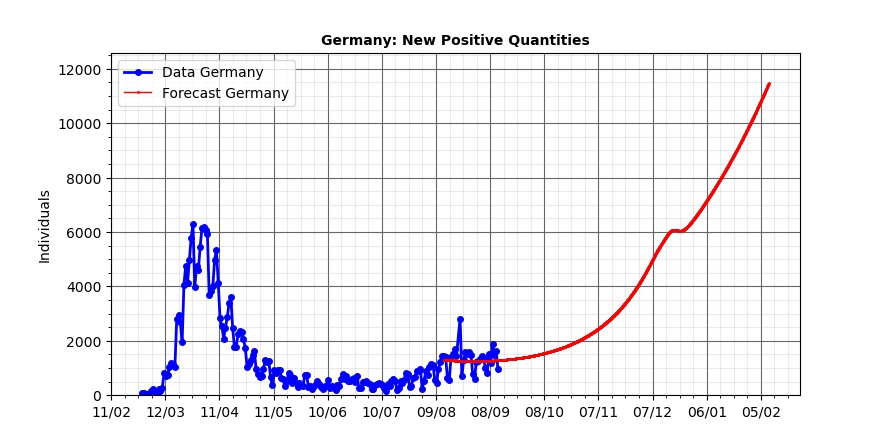 Germany: New Positive Quantities
Data Germany
Forecast Germany
Individuals
12000
10000
8000
6000
4000
2000
0
11/02 12/03 11/04 11/05 10/06 10/07 09/08 08/09 08/10 07/11 07/12 06/01 05/02